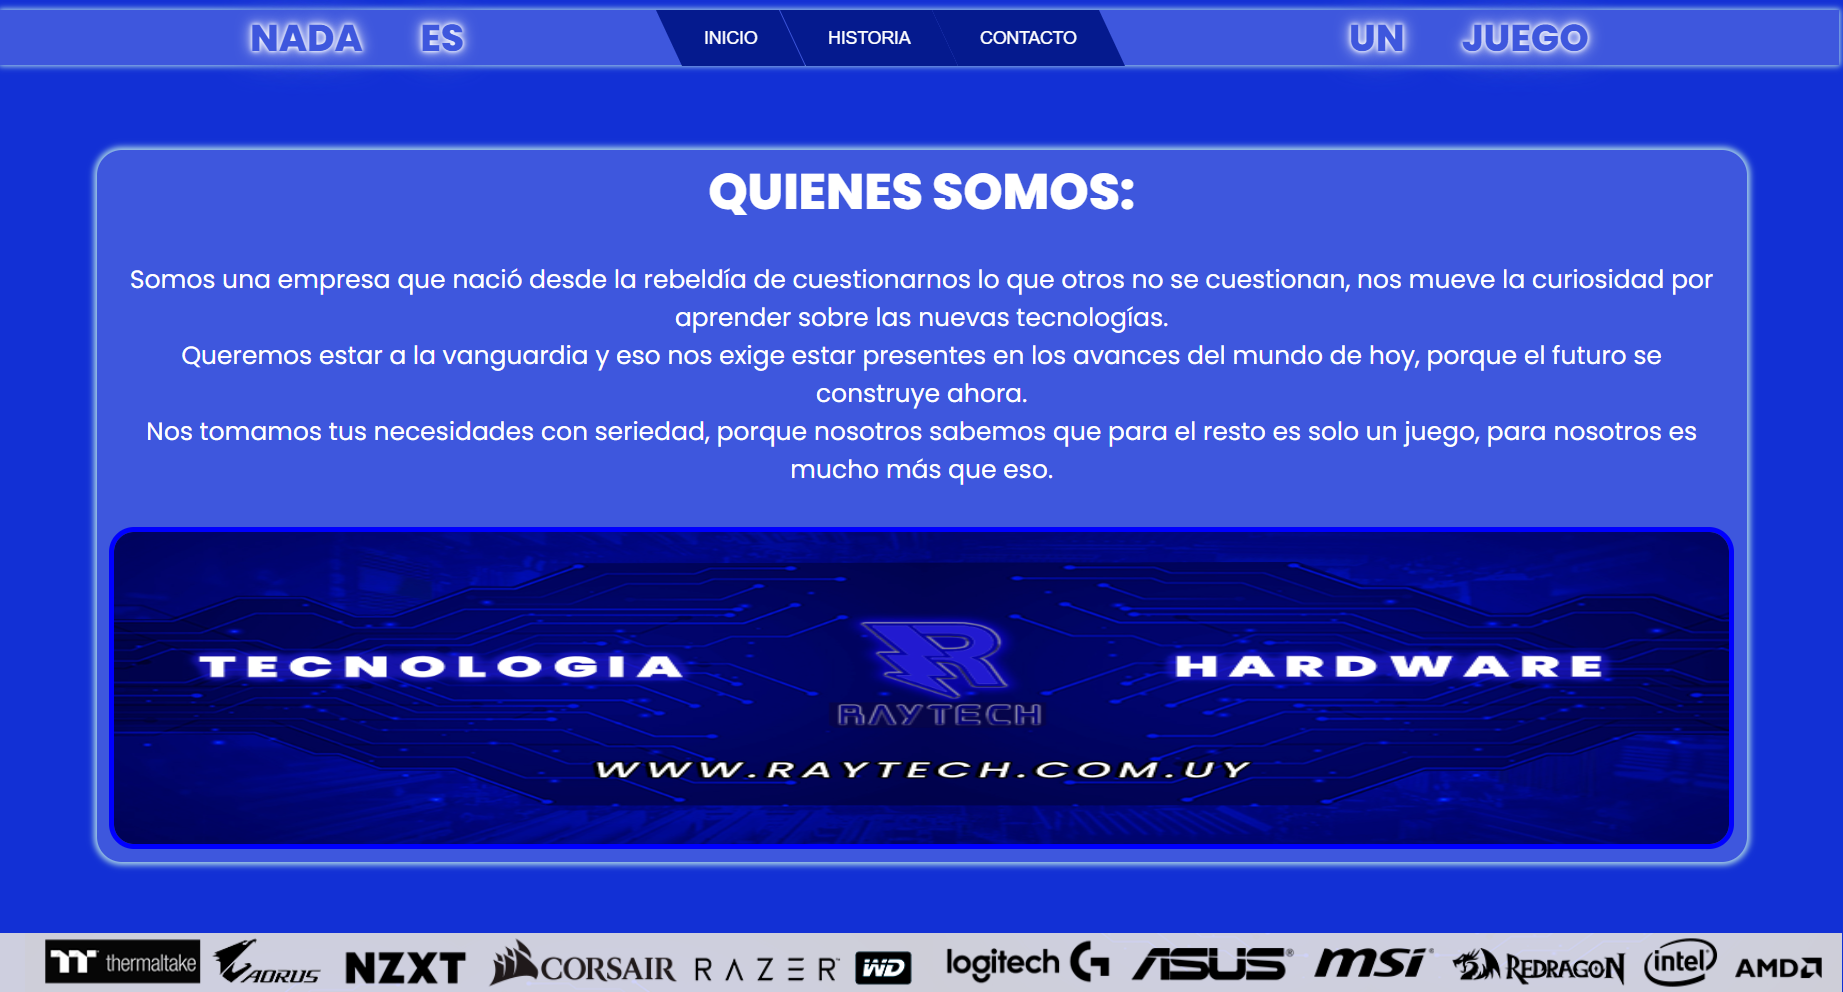 NADA ES
INICIO
HISTORIA
CONTACTO
UN JUEGO
QUIENES SOMOS:
Somos una empresa que nació desde la rebeldía de cuestionarnos lo que otros no se cuestionan, nos mueve la curiosidad por
aprender sobre las nuevas tecnologías.
Queremos estar a la vanguardia y eso nos exige estar presentes en los avances del mundo de hoy, porque el futuro se
construye ahora.
Nos tomamos tus necesidades con seriedad, porque nosotros sabemos que para el resto es solo un juego, para nosotros es
mucho más que eso.
TECNOLOGIA
HARDWARE
RAYTECH
WWW.RAYTECH.COM.UY
thermaltake AORUS NZXT CORSAIR RAZER™ WD logitech G ASUS® msi® REDRAGON intel AMD